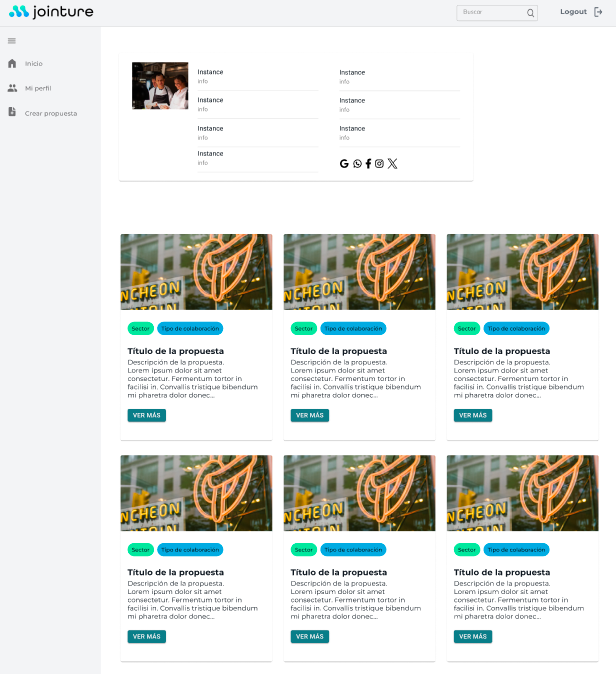 jointure
Buscar
Logout
Inicio
Mi perfil
Crear propuesta
Instance
info
Instance
info
Instance
info
Instance
info
Instance
info
Instance
info
Instance
info
LUNCHEON
Sector
Tipo de colaboración
Título de la propuesta
Descripción de la propuesta.
Lorem ipsum dolor sit amet
consectetur. Fermentum tortor in
facilisi in. Convallis tristique bibendum
mi pharetra dolor donec...
VER MÁS
LUNCHEON
Sector
Tipo de colaboración
Título de la propuesta
Descripción de la propuesta.
Lorem ipsum dolor sit amet
consectetur. Fermentum tortor in
facilisi in. Convallis tristique bibendum
mi pharetra dolor donec...
VER MÁS
LUNCHEON
Sector
Tipo de colaboración
Título de la propuesta
Descripción de la propuesta.
Lorem ipsum dolor sit amet
consectetur. Fermentum tortor in
facilisi in. Convallis tristique bibendum
mi pharetra dolor donec...
VER MÁS
LUNCHEON
Sector
Tipo de colaboración
Título de la propuesta
Descripción de la propuesta.
Lorem ipsum dolor sit amet
consectetur. Fermentum tortor in
facilisi in. Convallis tristique bibendum
mi pharetra dolor donec...
VER MÁS
LUNCHEON
Sector
Tipo de colaboración
Título de la propuesta
Descripción de la propuesta.
Lorem ipsum dolor sit amet
consectetur. Fermentum tortor in
facilisi in. Convallis tristique bibendum
mi pharetra dolor donec...
VER MÁS
LUNCHEON
Sector
Tipo de colaboración
Título de la propuesta
Descripción de la propuesta.
Lorem ipsum dolor sit amet
consectetur. Fermentum tortor in
facilisi in. Convallis tristique bibendum
mi pharetra dolor donec...
VER MÁS